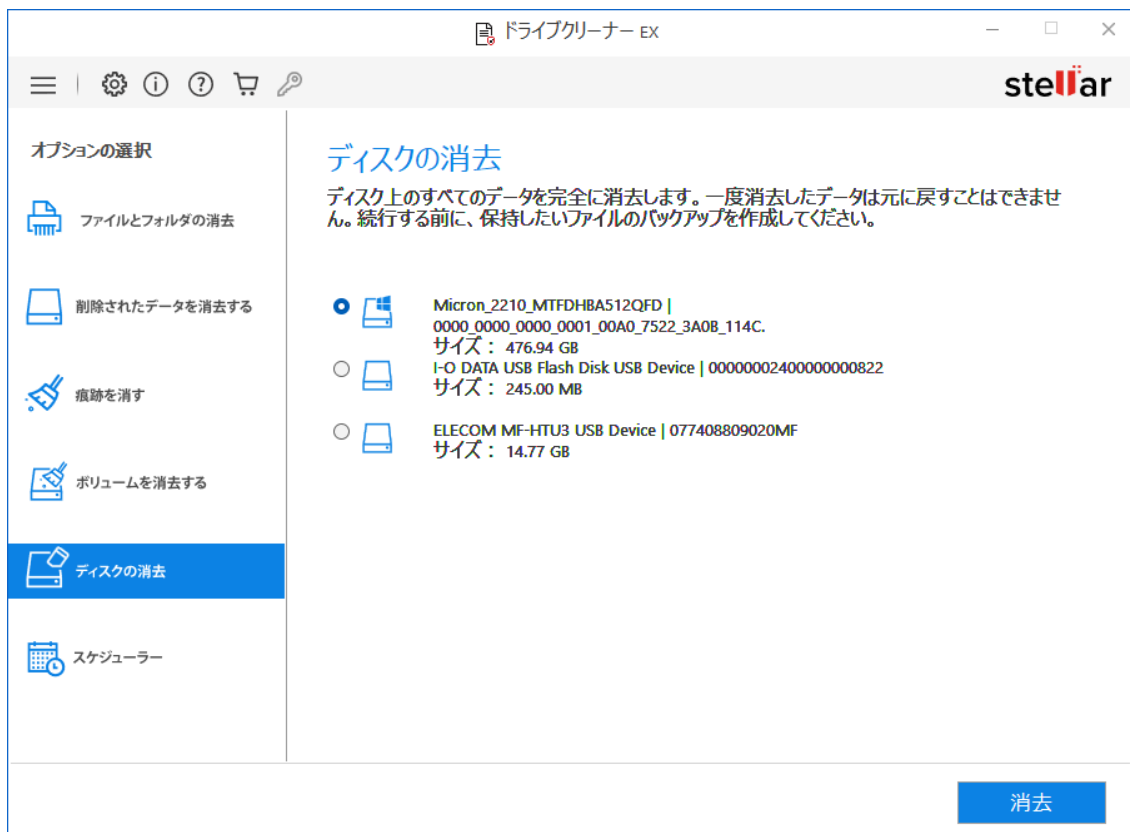 ドライブクリーナー EX
stellar
オプションの選択
ファイルとフォルダの消去
削除されたデータを消去する
痕跡を消す
ボリュームを消去する
ディスクの消去
スケジューラー
ディスクの消去
ディスク上のすべてのデータを完全に消去します。一度消去したデータは元に戻すことはできませ
ん。続行する前に、保持したいファイルのバックアップを作成してください。
Micron_2210_MTFDHBA512QFD |
0000_0000_0000_0001_00A0_7522_3A0B_114C.
サイズ： 476.94 GB
I-O DATA USB Flash Disk USB Device | 00000002400000000822
サイズ： 245.00 MB
ELECOM MF-HTU3 USB Device | 077408809020MF
サイズ： 14.77 GB
消去